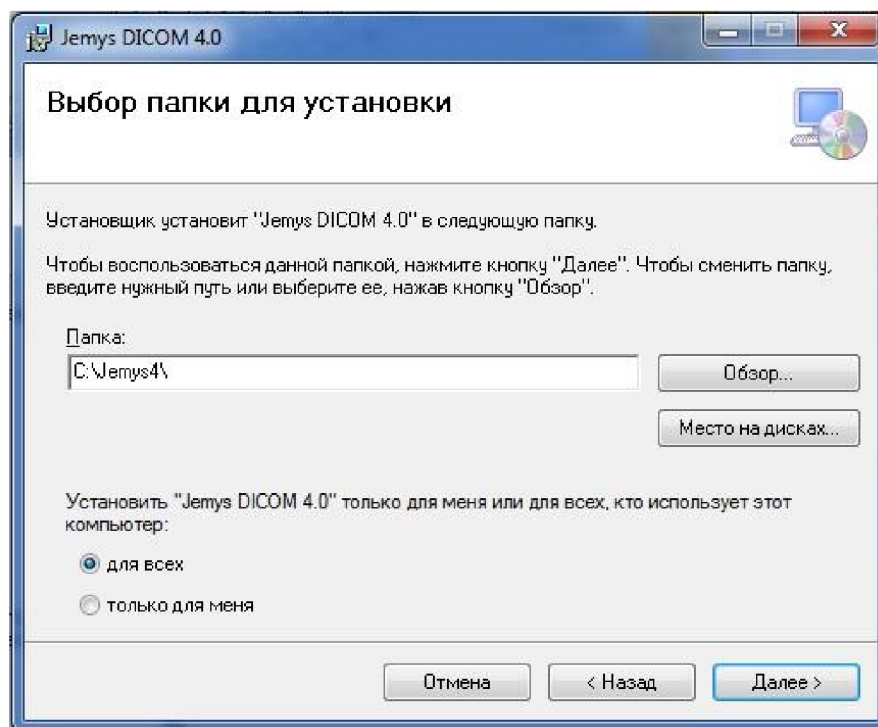 Jemys DICOM 4.0
Выбор папки для установки
Установщик установит "Jemys DICOM 4.0" в следующую папку.
Чтобы воспользоваться данной папкой, нажмите кнопку "Далее". Чтобы сменить папку,
введите нужный путь или выберите ее, нажав кнопку "Обзор".
Папка:
C:\Jemys4\
Обзор...
Место на дисках...
Установить "Jemys DICOM 4.0" только для меня или для всех, кто использует этот
компьютер:
для всех
только для меня
Отмена
< Назад
Далее >